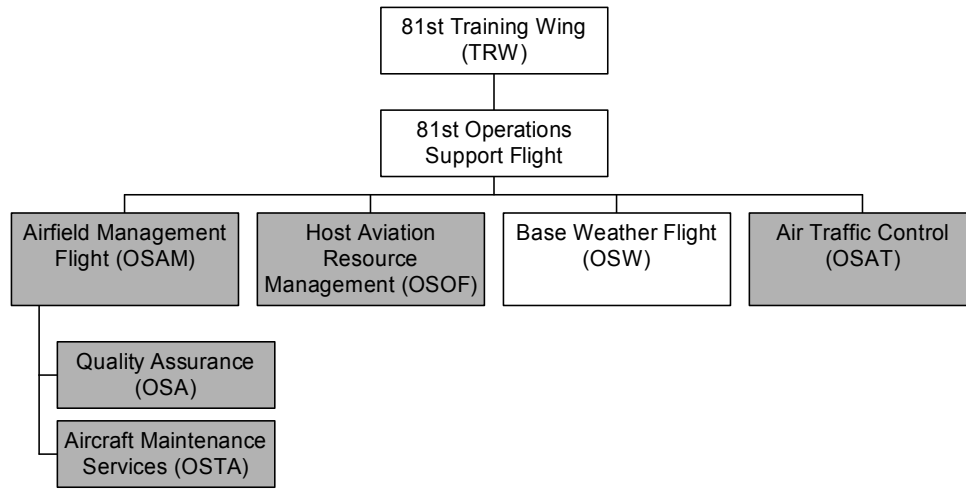 81st Training Wing
(TRW)
81st Operations
Support Flight
Airfield Management
Flight (OSAM)
Host Aviation
Resource
Management (OSOF)
Base Weather Flight
(OSW)
Air Traffic Control
(OSAT)
Quality Assurance
(OSA)
Aircraft Maintenance
Services (OSTA)